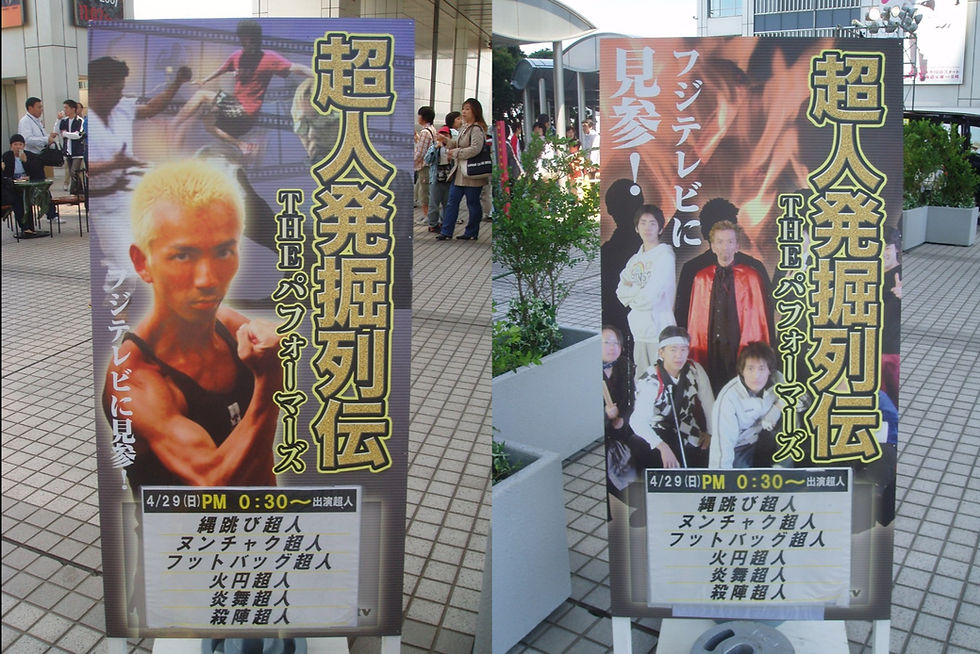 超人発掘列伝
THEパフォーマーズ
フジテレビに見参!
4/29(日)PM 0:30～出演超人
縄跳び超人
ヌンチャク超人
フットバッグ超人
火円超人
炎舞超人
殺陣超人
tv
超人発掘列伝
THEパフォーマーズ
フジテレビに
見参!
4/29(日)PM 0:30～出演超人
縄跳び超人
ヌンチャク超人
フットバッグ超人
火円超人
炎舞超人
殺陣超人